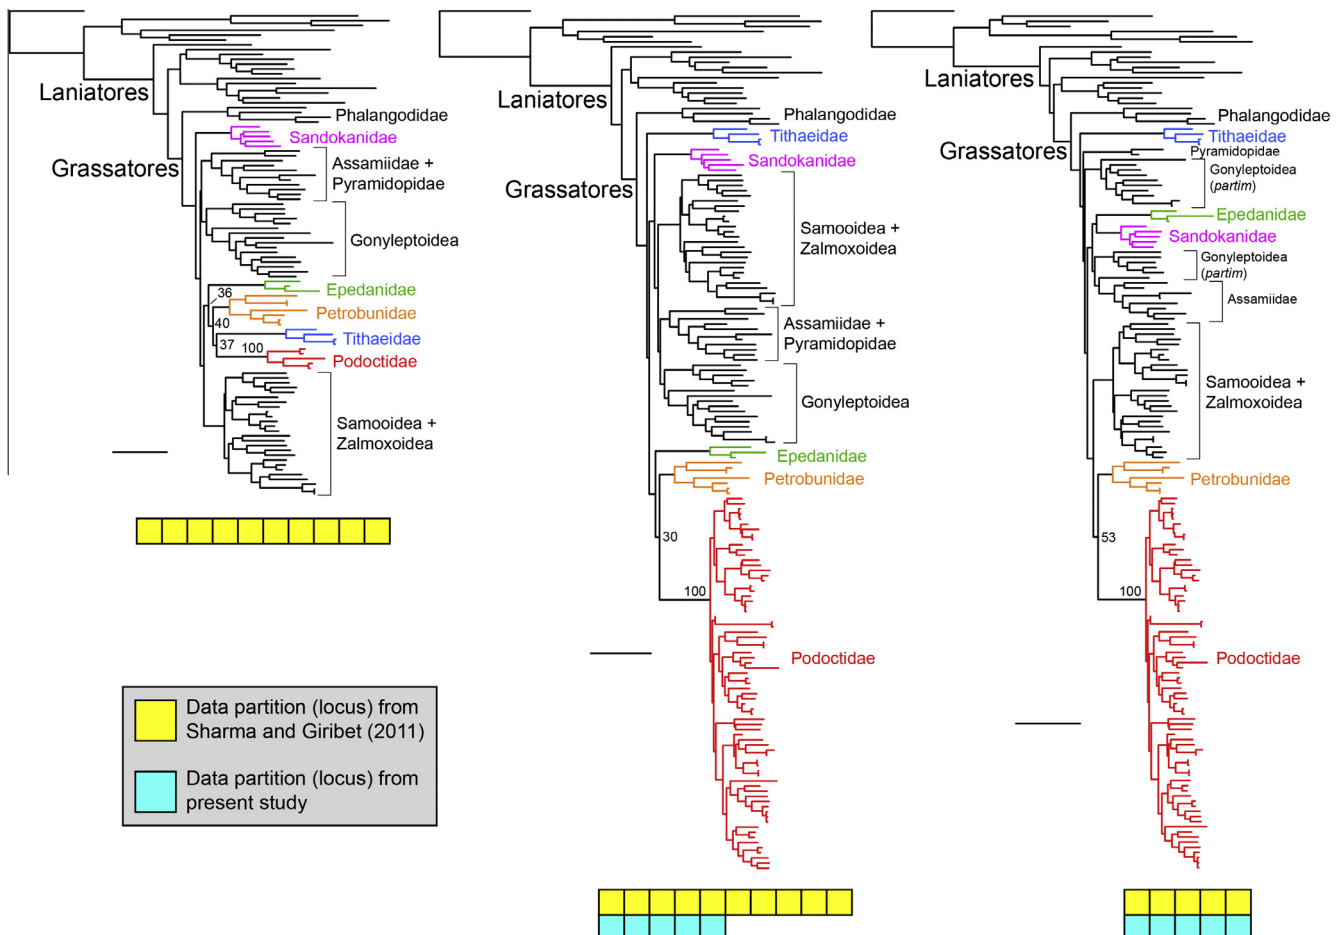 Laniatores
Phalangodidae
Sandokanidae
Grassatores
Assamiidae +
Pyramidopidae
Gonyleptoidea
Epedanidae
36
Petrobunidae
40
Tithaeidae
37
100
Podoctidae
Samooidea +
Zalmoxoidea
Laniatores
Phalangodidae
Tithaeidae
Sandokanidae
Grassatores
Samooidea +
Zalmoxoidea
Assamiidae +
Pyramidopidae
Gonyleptoidea
Epedanidae
Petrobunidae
30
100
Podoctidae
Laniatores
Phalangodidae
Tithaeidae
Grassatores
Pyramidopidae
Gonyleptoidea
(partim)
Epedanidae
Sandokanidae
Gonyleptoidea
(partim)
Assamiidae
Samooidea +
Zalmoxoidea
Petrobunidae
53
100
Podoctidae
Data partition (locus) from
Sharma and Giribet (2011)
Data partition (locus) from
present study